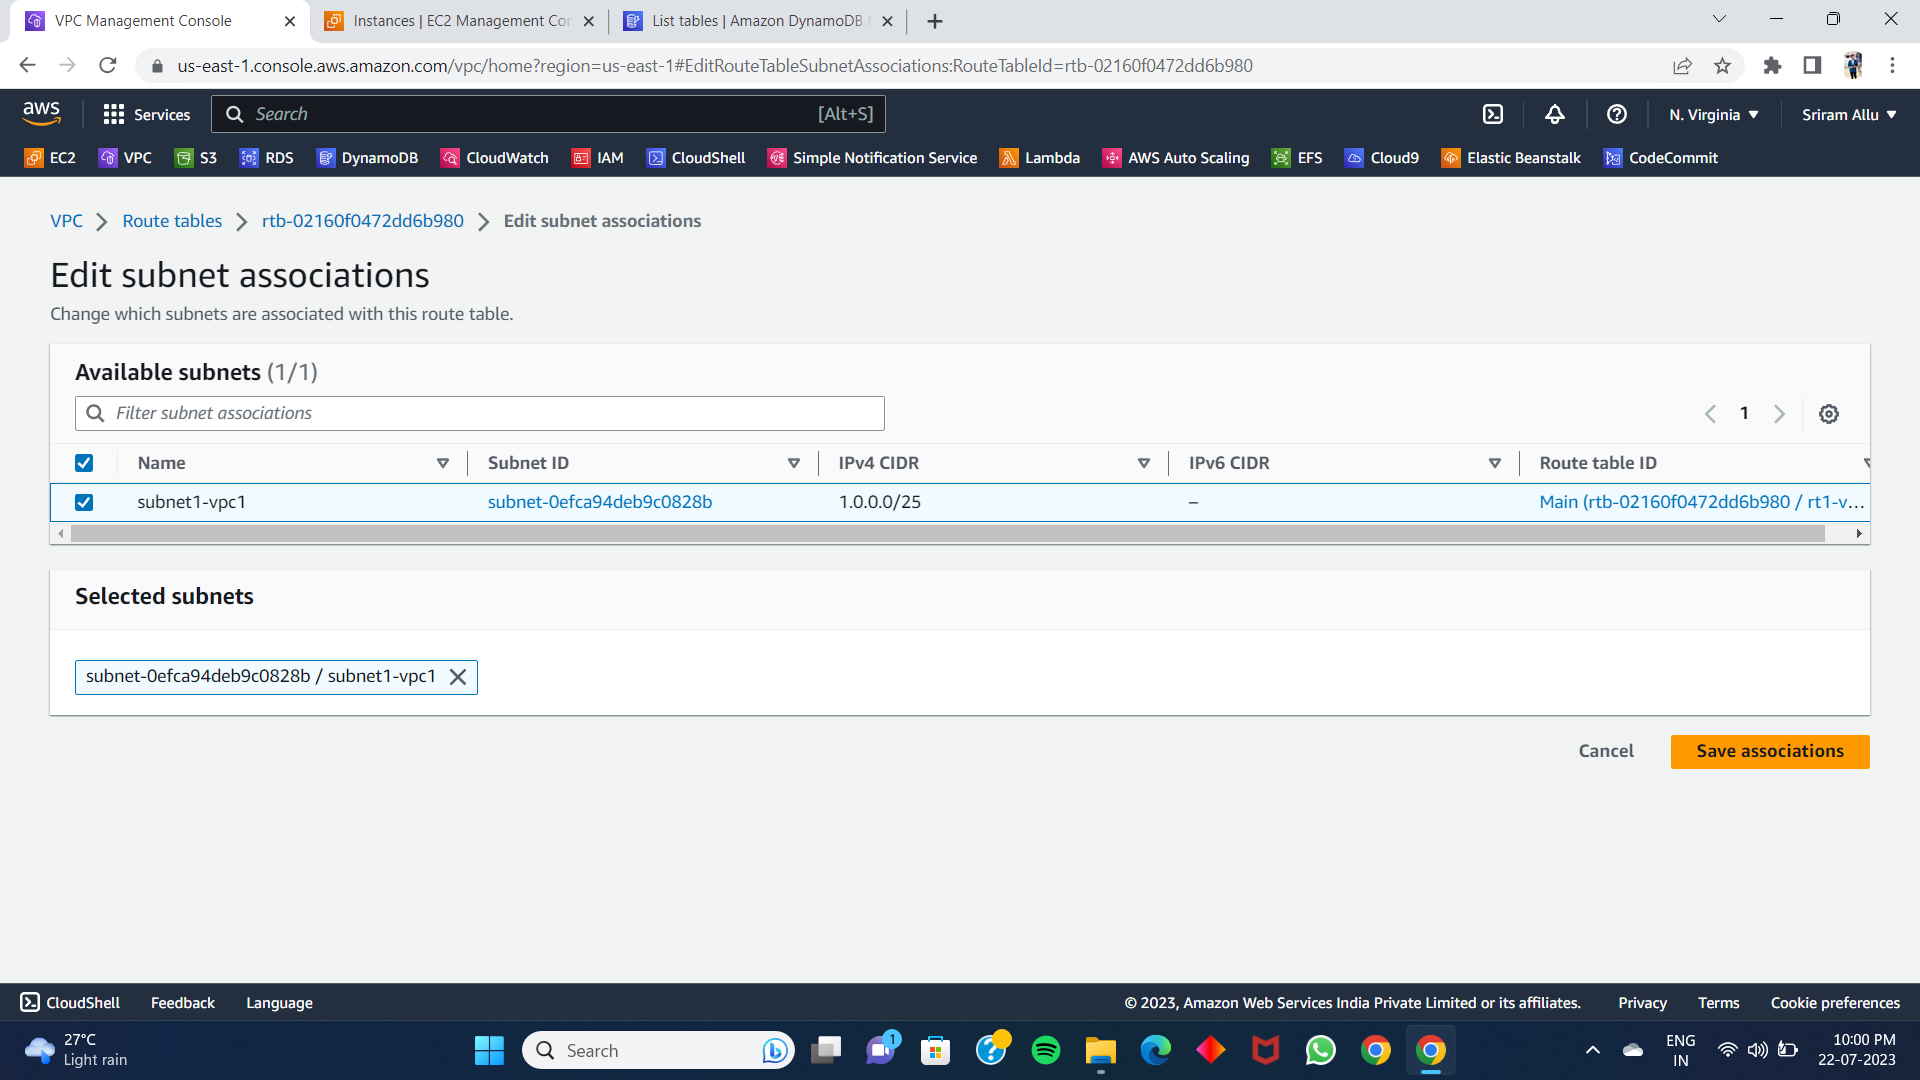 VPC Management Console
Instances | EC2 Management Con
List tables | Amazon DynamoDB
us-east-1.console.aws.amazon.com/vpc/home?region=us-east-1#EditRouteTableSubnetAssociations:RouteTableId=rtb-02160f0472dd6b980
aws
Services
Search
[Alt+S]
N. Virginia
Sriram Allu
EC2
VPC
S3
RDS
DynamoDB
CloudWatch
IAM
CloudShell
Simple Notification Service
Lambda
AWS Auto Scaling
EFS
Cloud9
Elastic Beanstalk
CodeCommit
VPC
Route tables
rtb-02160f0472dd6b980
Edit subnet associations
Edit subnet associations
Change which subnets are associated with this route table.
Available subnets (1/1)
Filter subnet associations
1
Name
Subnet ID
IPv4 CIDR
IPv6 CIDR
Route table ID
subnet1-vpc1
subnet-0efca94deb9c0828b
1.0.0.0/25
–
Main (rtb-02160f0472dd6b980 / rt1-v...
Selected subnets
subnet-0efca94deb9c0828b / subnet1-vpc1
Cancel
Save associations
CloudShell
Feedback
Language
© 2023, Amazon Web Services India Private Limited or its affiliates.
Privacy
Terms
Cookie preferences
27°C
Light rain
Search
1
ENG
IN
10:00 PM
22-07-2023